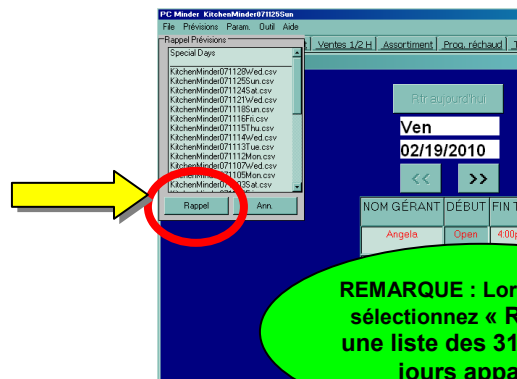 PC Minder KitchenMinder071125Sun
File Prévisions Param. Outil Aide
Rappel Prévisions
Ventes 1/2 H Assortiment Prog. réchaud
Special Days
KitchenMinder071128Wed.csv
KitchenMinder071125Sun.csv
KitchenMinder071124Sat.csv
KitchenMinder071121Wed.csv
KitchenMinder071118Sun.csv
KitchenMinder071116Fri.csv
KitchenMinder071115Thu.csv
KitchenMinder071114Wed.csv
KitchenMinder071113Tue.csv
KitchenMinder071112Mon.csv
KitchenMinder071107Wed.csv
KitchenMinder071105Mon.csv
Rappel Ann.
Rtr aujourd'hui
Ven
02/19/2010
<< >>
NOM GÉRANT DÉBUT FIN
Angela Open 4:00
REMARQUE : Lor
sélectionnez « R
une liste des 31
jours appa